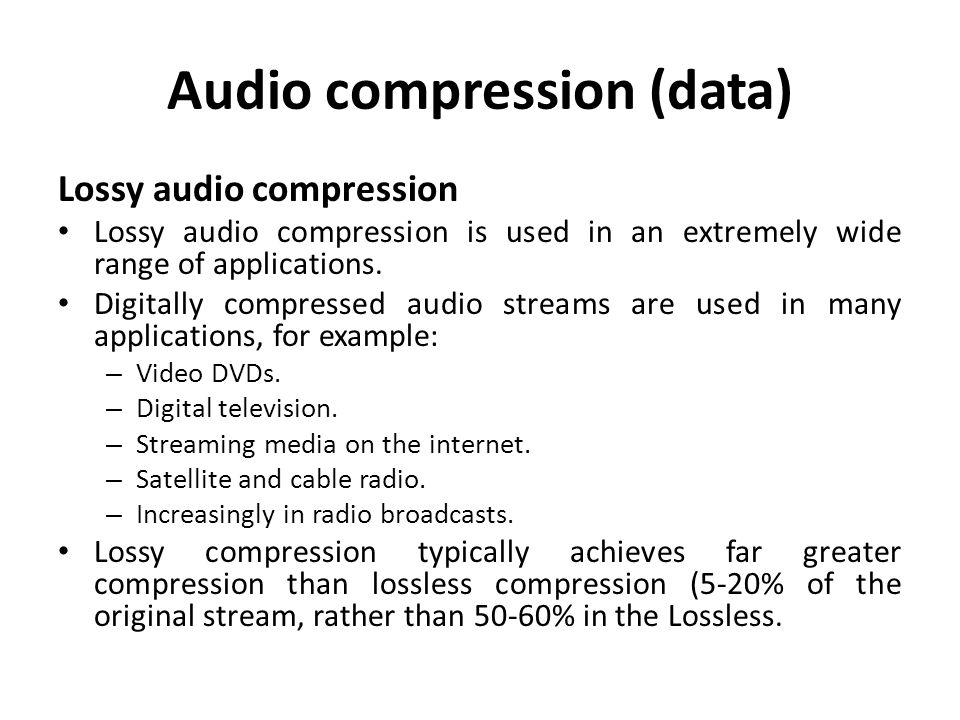 Audio compression (data)
Lossy audio compression
• Lossy audio compression is used in an extremely wide
range of applications.
• Digitally compressed audio streams are used in many
applications, for example:
– Video DVDs.
– Digital television.
– Streaming media on the internet.
– Satellite and cable radio.
– Increasingly in radio broadcasts.
• Lossy compression typically achieves far greater
compression than lossless compression (5-20% of the
original stream, rather than 50-60% in the Lossless.